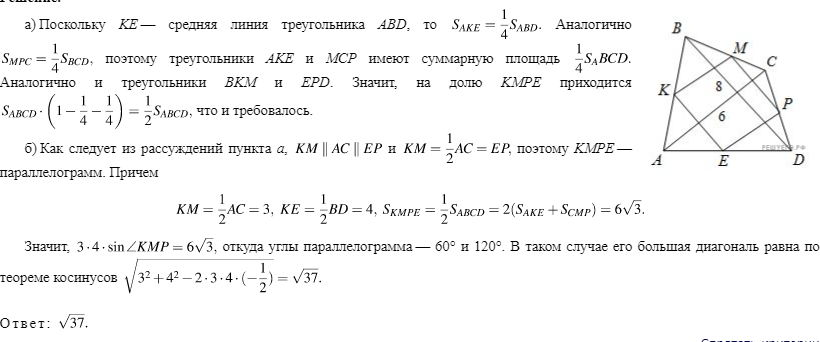 Решение.
а) Поскольку KE — средняя линия треугольника ABD, то S_{AKE} = \frac{1}{4}S_{ABD}. Аналогично
S_{MPC} = \frac{1}{4}S_{BCD}, поэтому треугольники AKE и MCP имеют суммарную площадь \frac{1}{4}S_{A}BCD.
Аналогично и треугольники BKM и EPD. Значит, на долю KMPE приходится
S_{ABCD} \cdot \left(1 - \frac{1}{4} - \frac{1}{4}\right) = \frac{1}{2}S_{ABCD}, что и требовалось.
б) Как следует из рассуждений пункта а, KM || AC || EP и KM = \frac{1}{2}AC = EP, поэтому KMPE —
параллелограмм. Причем
KM = \frac{1}{2}AC = 3, KE = \frac{1}{2}BD = 4, S_{KMPE} = \frac{1}{2}S_{ABCD} = 2(S_{AKE} + S_{CMP}) = 6\sqrt{3}.
Значит, 3 \cdot 4 \cdot \sin∠KMP = 6\sqrt{3}, откуда углы параллелограмма — 60° и 120°. В таком случае его большая диагональ равна по
теореме косинусов \sqrt{3^2 + 4^2 - 2 \cdot 3 \cdot 4 \cdot (-\frac{1}{2})} = \sqrt{37}.
Ответ: \sqrt{37}.
B
M
C
8
K
P
6
РЕШУЕГЭ.РФ
A
E
D